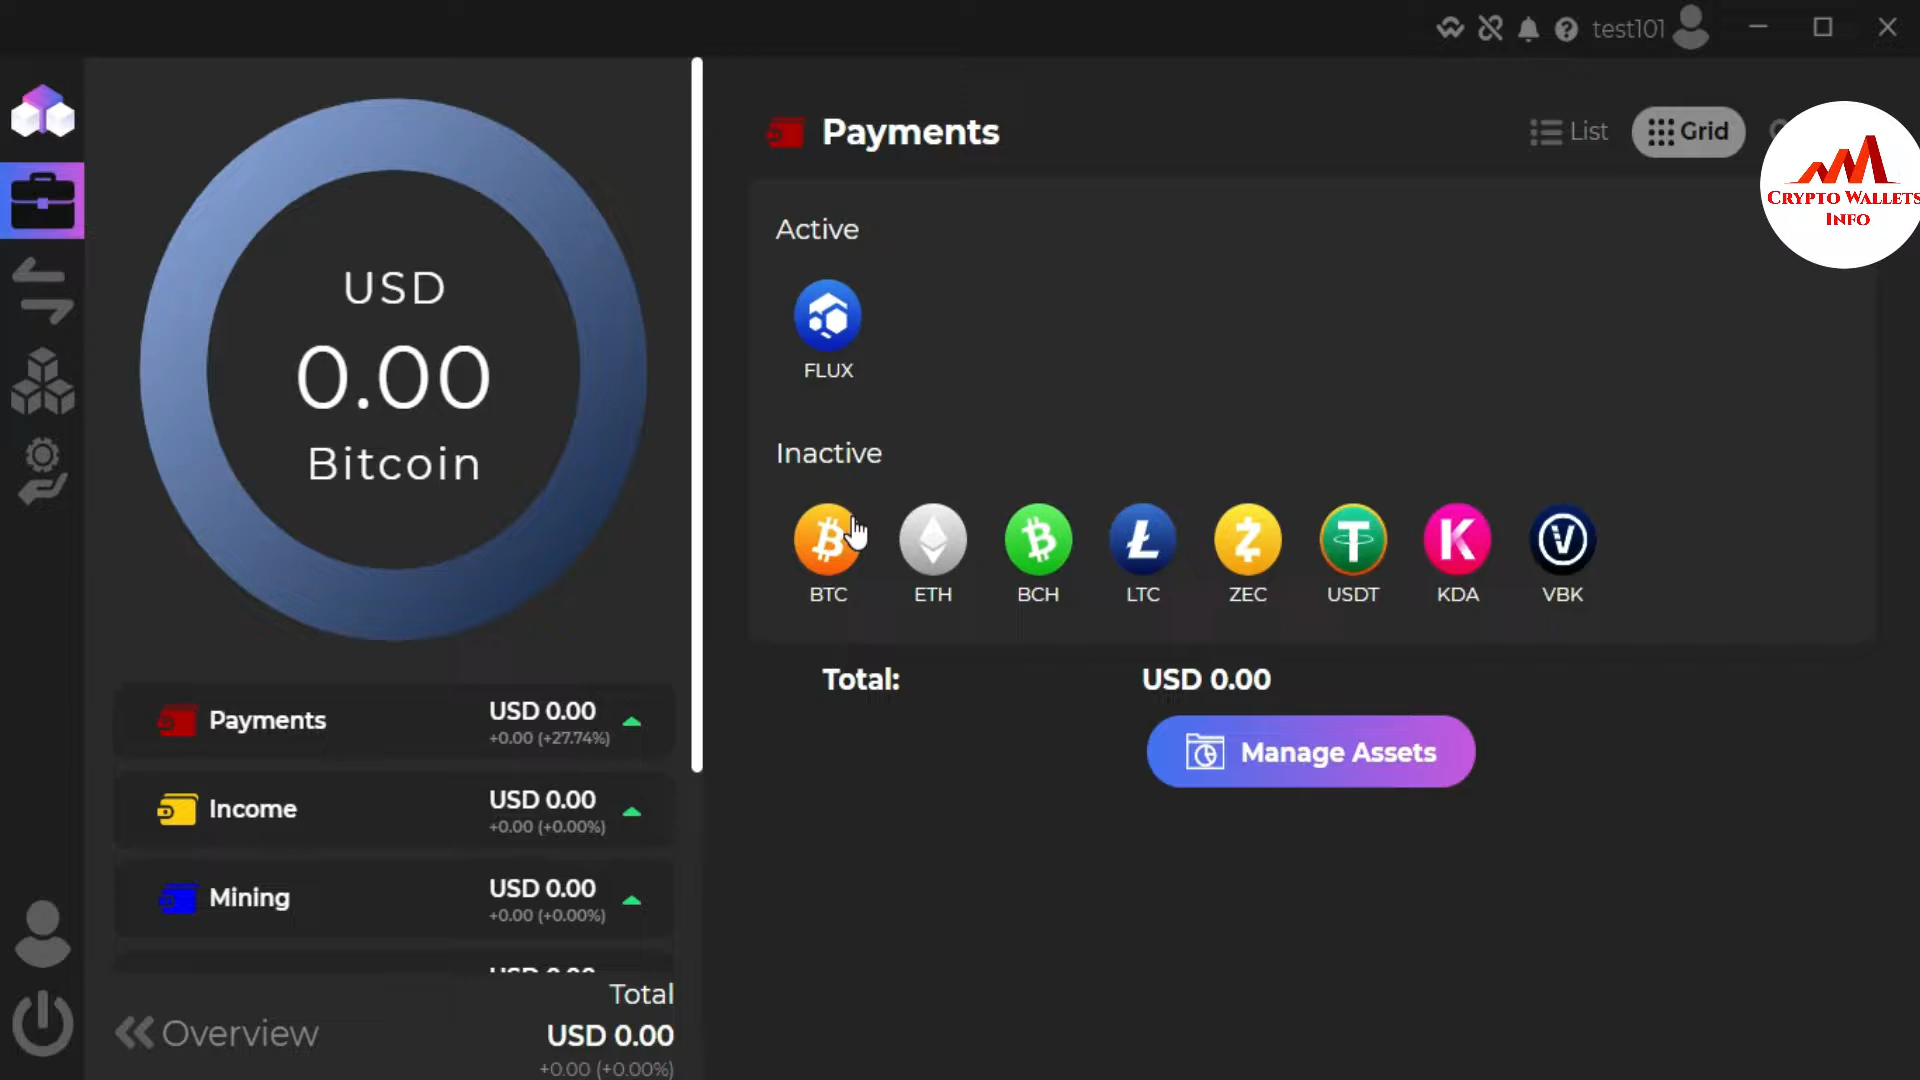 test101
Payments
List
Grid
CRYPTO WALLETS
INFO
Active
FLUX
Inactive
BTC
ETH
BCH
LTC
ZEC
USDT
KDA
VBK
Total:
USD 0.00
Manage Assets
USD
0.00
Bitcoin
Payments
USD 0.00
+0.00 (+27.74%)
Income
USD 0.00
+0.00 (+0.00%)
Mining
USD 0.00
+0.00 (+0.00%)
Total
Overview
USD 0.00
+0.00 (+0.00%)